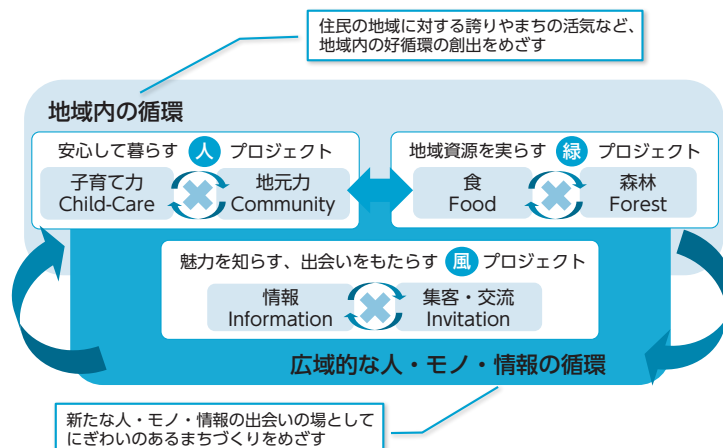 住民の地域に対する誇りやまちの活気など、
地域内の好循環の創出をめざす
地域内の循環
安心して暮らす 人 プロジェクト
子育て力
Child-Care
地元力
Community
地域資源を実らす 緑 プロジェクト
食
Food
森林
Forest
魅力を知らす、出会いをもたらす 風 プロジェクト
情報
Information
集客・交流
Invitation
広域的な人・モノ・情報の循環
新たな人・モノ・情報の出会いの場として
にぎわいのあるまちづくりをめざす